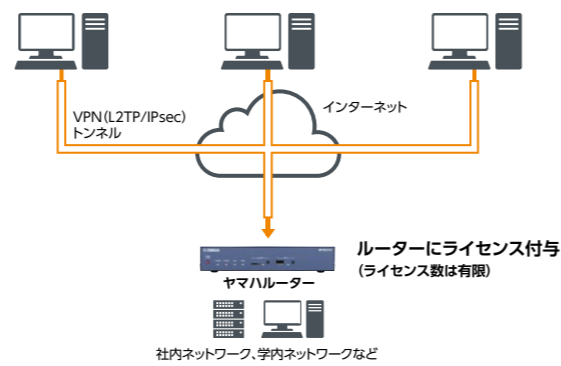 VPN(L2TP/IPsec)
トンネル
インターネット
ルーターにライセンス付与
(ライセンス数は有限)
ヤマハルーター
社内ネットワーク、学内ネットワークなど